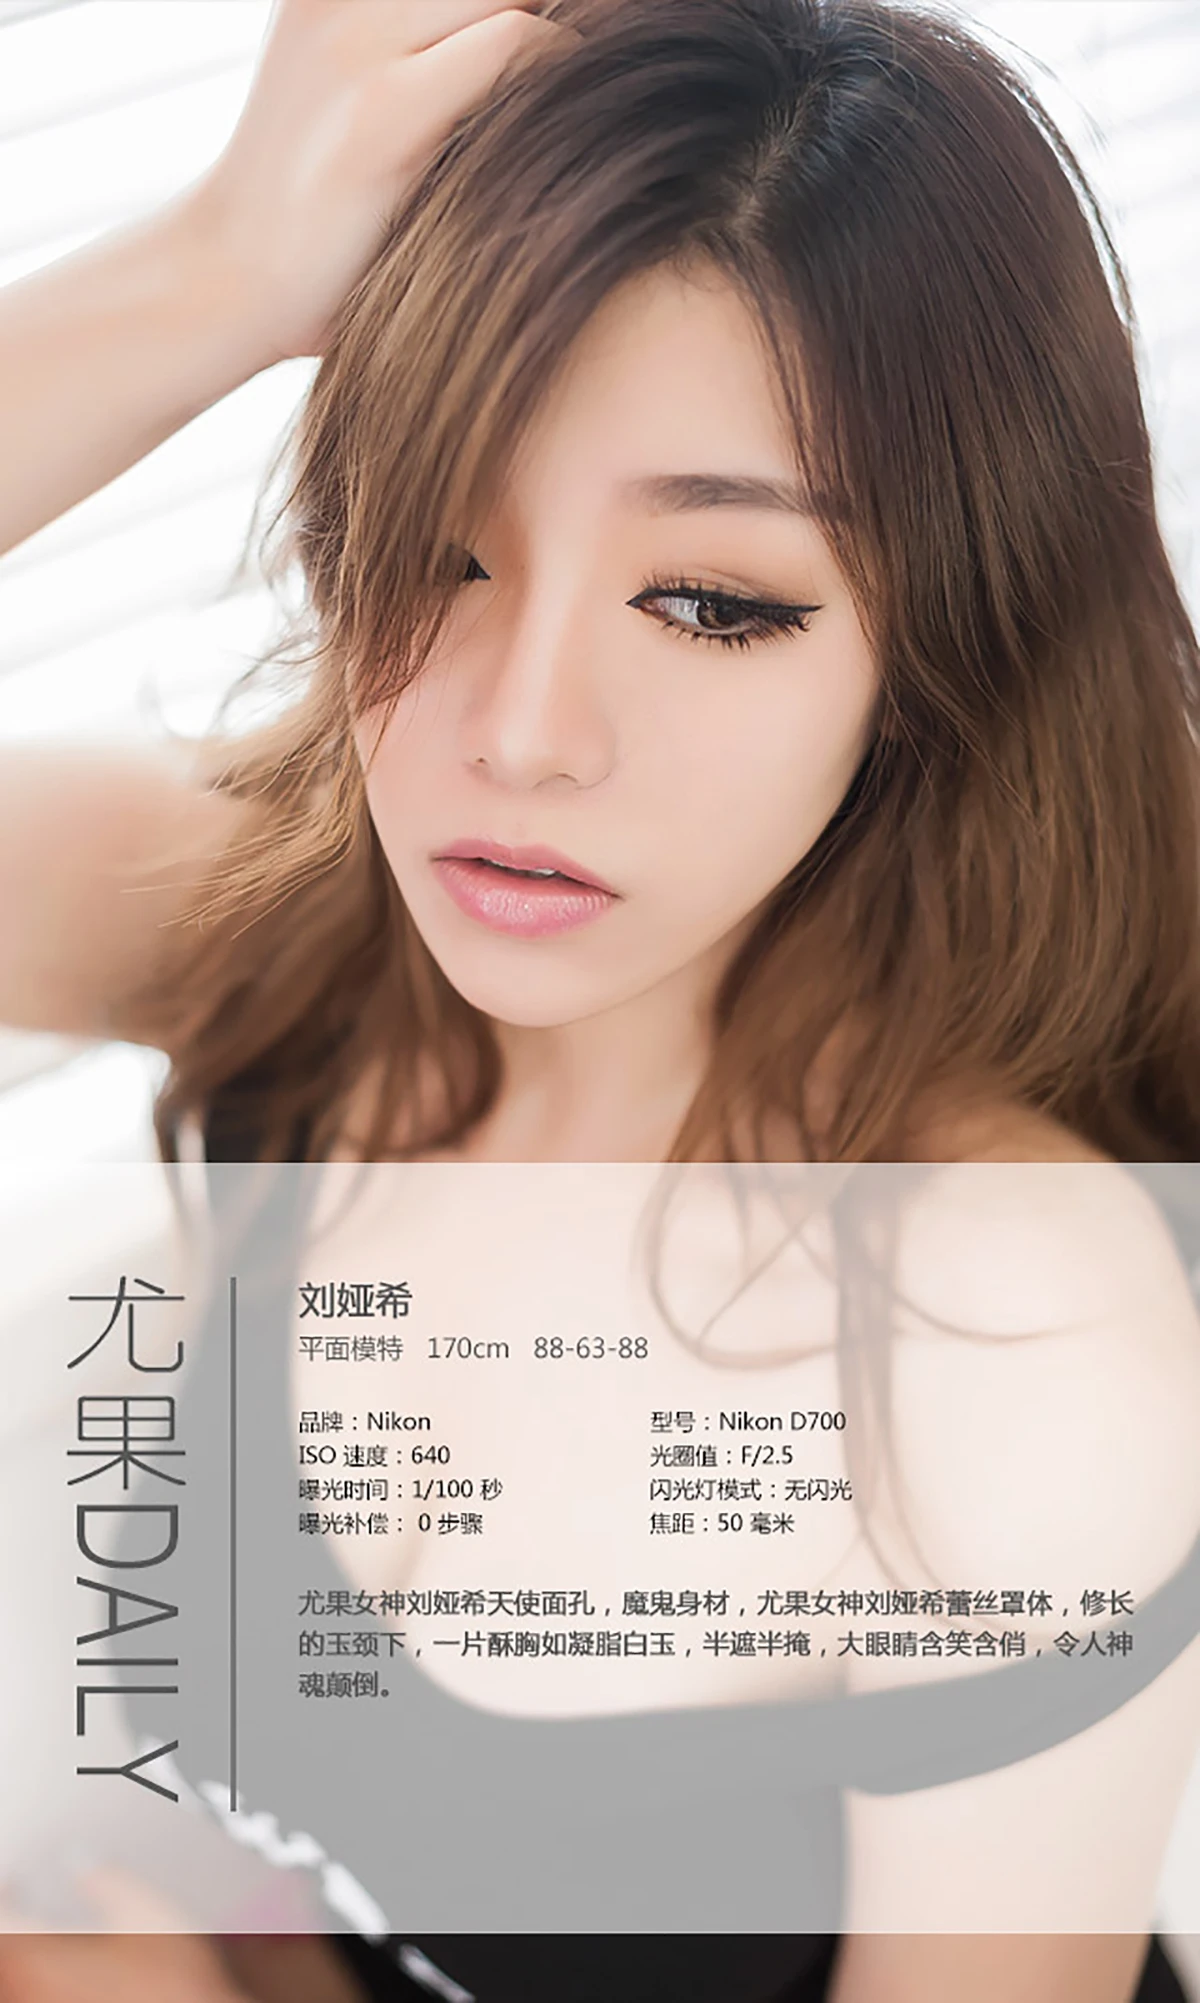 尤果DAILY
刘娅希
平面模特 170cm 88-63-88
品牌：Nikon 型号：Nikon D700
ISO 速度：640 光圈值：F/2.5
曝光时间：1/100 秒 闪光灯模式：无闪光
曝光补偿： 0 步骤 焦距：50 毫米
尤果女神刘娅希天使面孔，魔鬼身材，尤果女神刘娅希蕾丝罩体，修长
的玉颈下，一片酥胸如凝脂白玉，半遮半掩，大眼睛含笑含俏，令人神
魂颠倒。